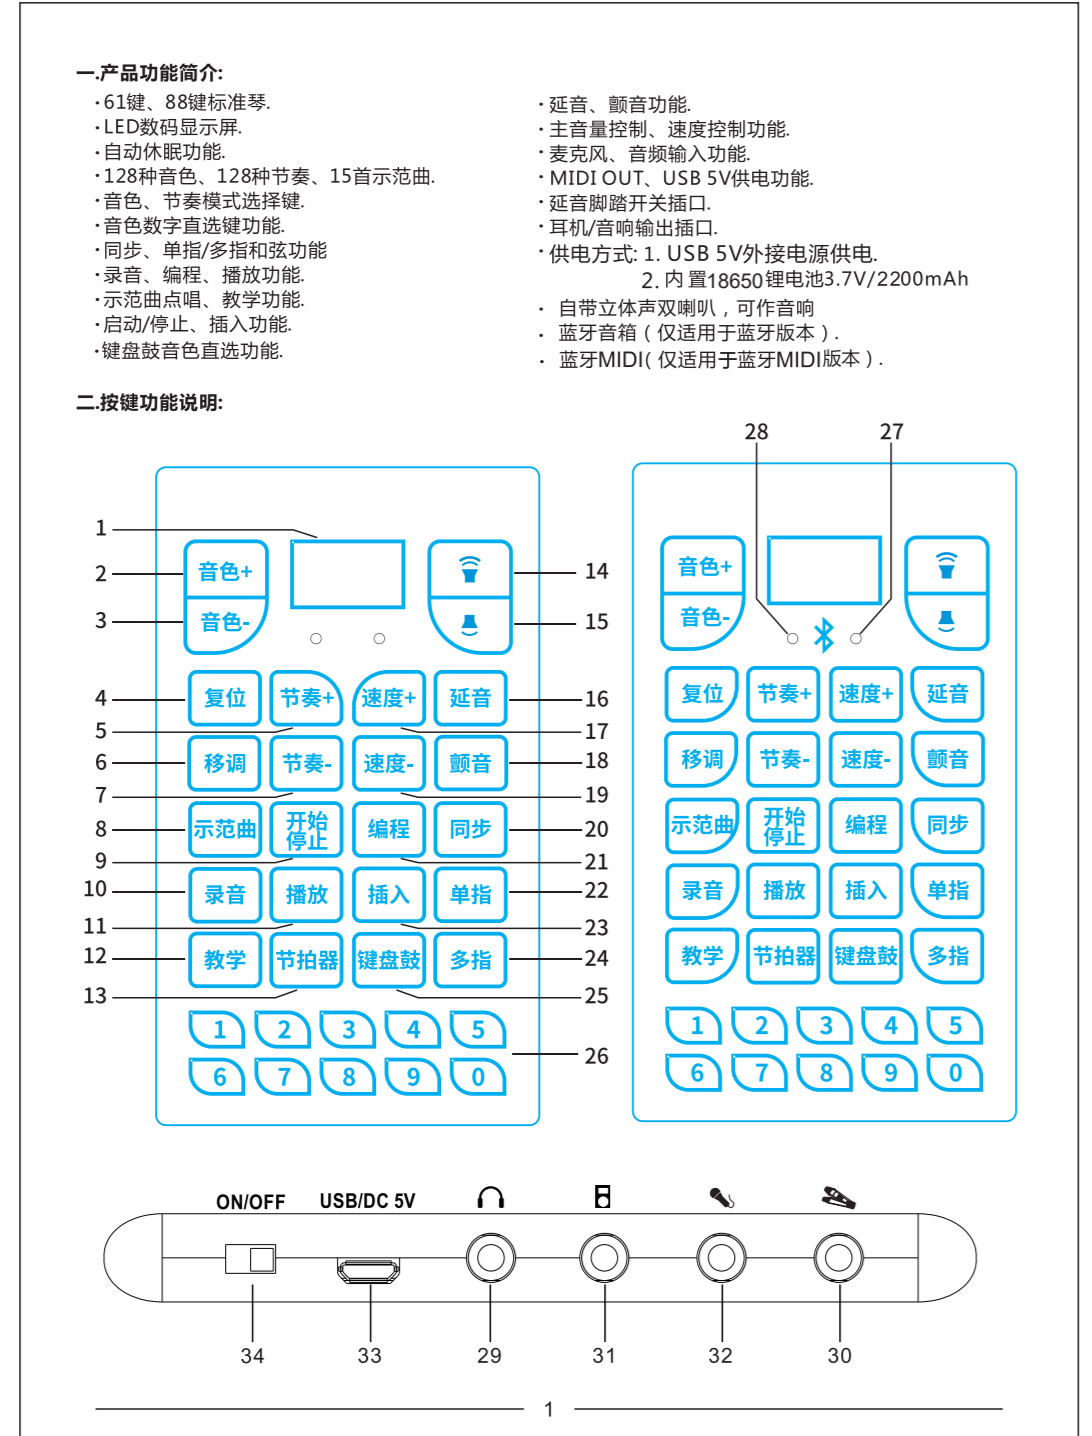 一.产品功能简介:
·61键、88键标准琴.
·LED数码显示屏.
·自动休眠功能.
·128种音色、128种节奏、15首示范曲.
·音色、节奏模式选择键.
·音色数字直选键功能.
·同步、单指/多指和弦功能
·录音、编程、播放功能.
·示范曲点唱、教学功能.
·启动/停止、插入功能.
·键盘鼓音色直选功能.
·延音、颤音功能.
·主音量控制、速度控制功能.
·麦克风、音频输入功能.
·MIDI OUT、USB 5V供电功能.
·延音脚踏开关插口.
·耳机/音响输出插口.
·供电方式: 1. USB 5V外接电源供电.
2. 内 置18650锂电池3.7V/2200mAh
· 自带立体声双喇叭，可作音响
· 蓝牙音箱（仅适用于蓝牙版本）.
· 蓝牙MIDI( 仅适用于蓝牙MIDI版本）.
二.按键功能说明:
28 27
1
2 音色+ 14
3 音色- 15
4 复位 节奏+ 速度+ 延音 16
5 17
6 移调 节奏- 速度- 颤音 18
7 19
8 示范曲 开始停止 编程 同步 20
9 21
10 录音 播放 插入 单指 22
11 23
12 教学 节拍器 键盘鼓 多指 24
13 25
1 2 3 4 5
26
6 7 8 9 0
音色+
音色-
复位 节奏+ 速度+ 延音
移调 节奏- 速度- 颤音
示范曲 开始停止 编程 同步
录音 播放 插入 单指
教学 节拍器 键盘鼓 多指
1 2 3 4 5
6 7 8 9 0
ON/OFF USB/DC 5V
34 33 29 31 32 30
1